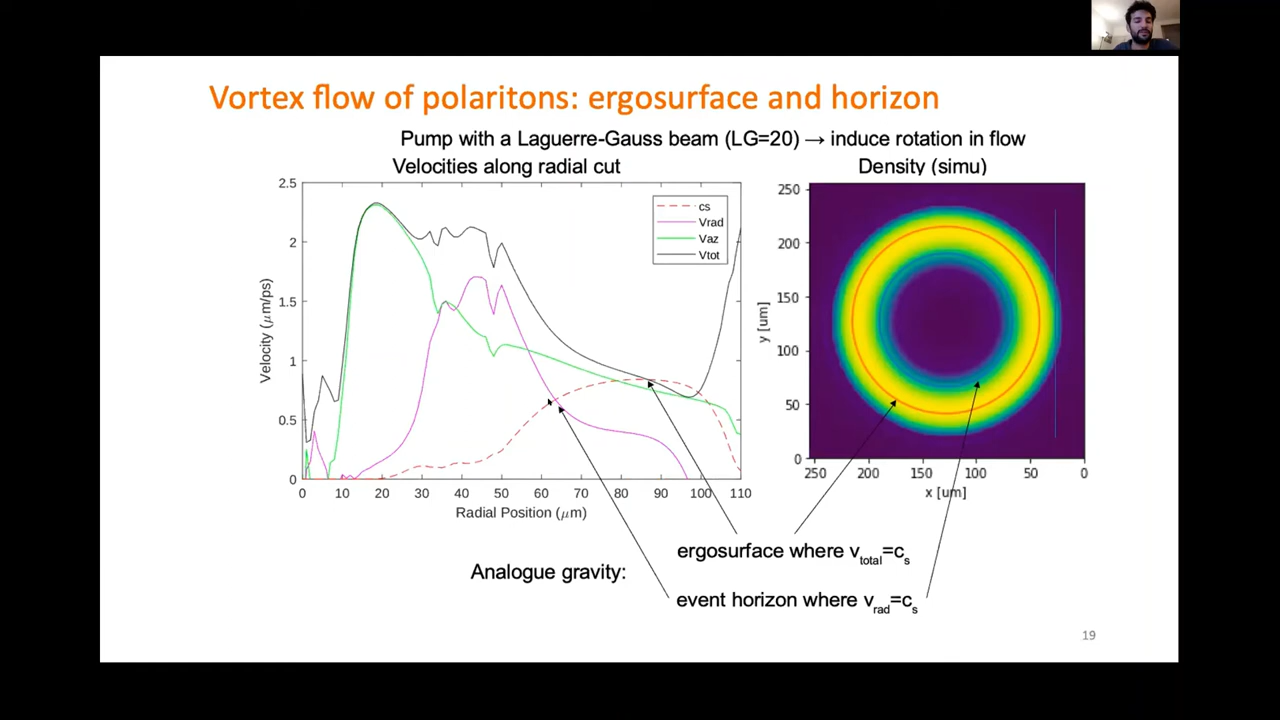 Vortex flow of polaritons: ergosurface and horizon
Pump with a Laguerre-Gauss beam (LG=20) → induce rotation in flow
Velocities along radial cut
Density (simu)
2.5
2
1.5
1
0.5
0
Velocity (μm/ps)
0 10 20 30 40 50 60 70 80 90 100 110
Radial Position (μm)
cs
Vrad
Vaz
Vtot
250
200
150
100
50
0
y [um]
250 200 150 100 50 0
x [um]
ergosurface where vtotal=cs
Analogue gravity:
event horizon where vrad=cs
19